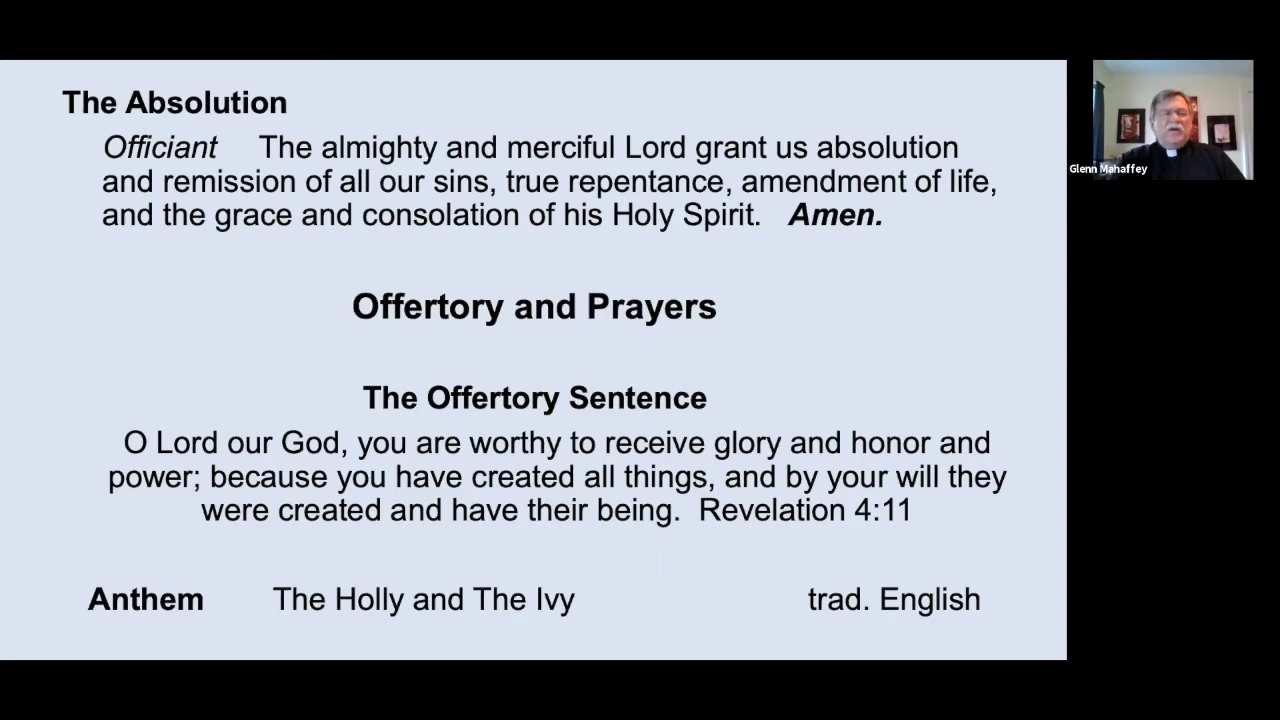 The Absolution
Officiant The almighty and merciful Lord grant us absolution
and remission of all our sins, true repentance, amendment of life,
and the grace and consolation of his Holy Spirit. Amen.
Offertory and Prayers
The Offertory Sentence
O Lord our God, you are worthy to receive glory and honor and
power; because you have created all things, and by your will they
were created and have their being. Revelation 4:11
Anthem The Holly and The Ivy trad. English
Glenn Mahaffey